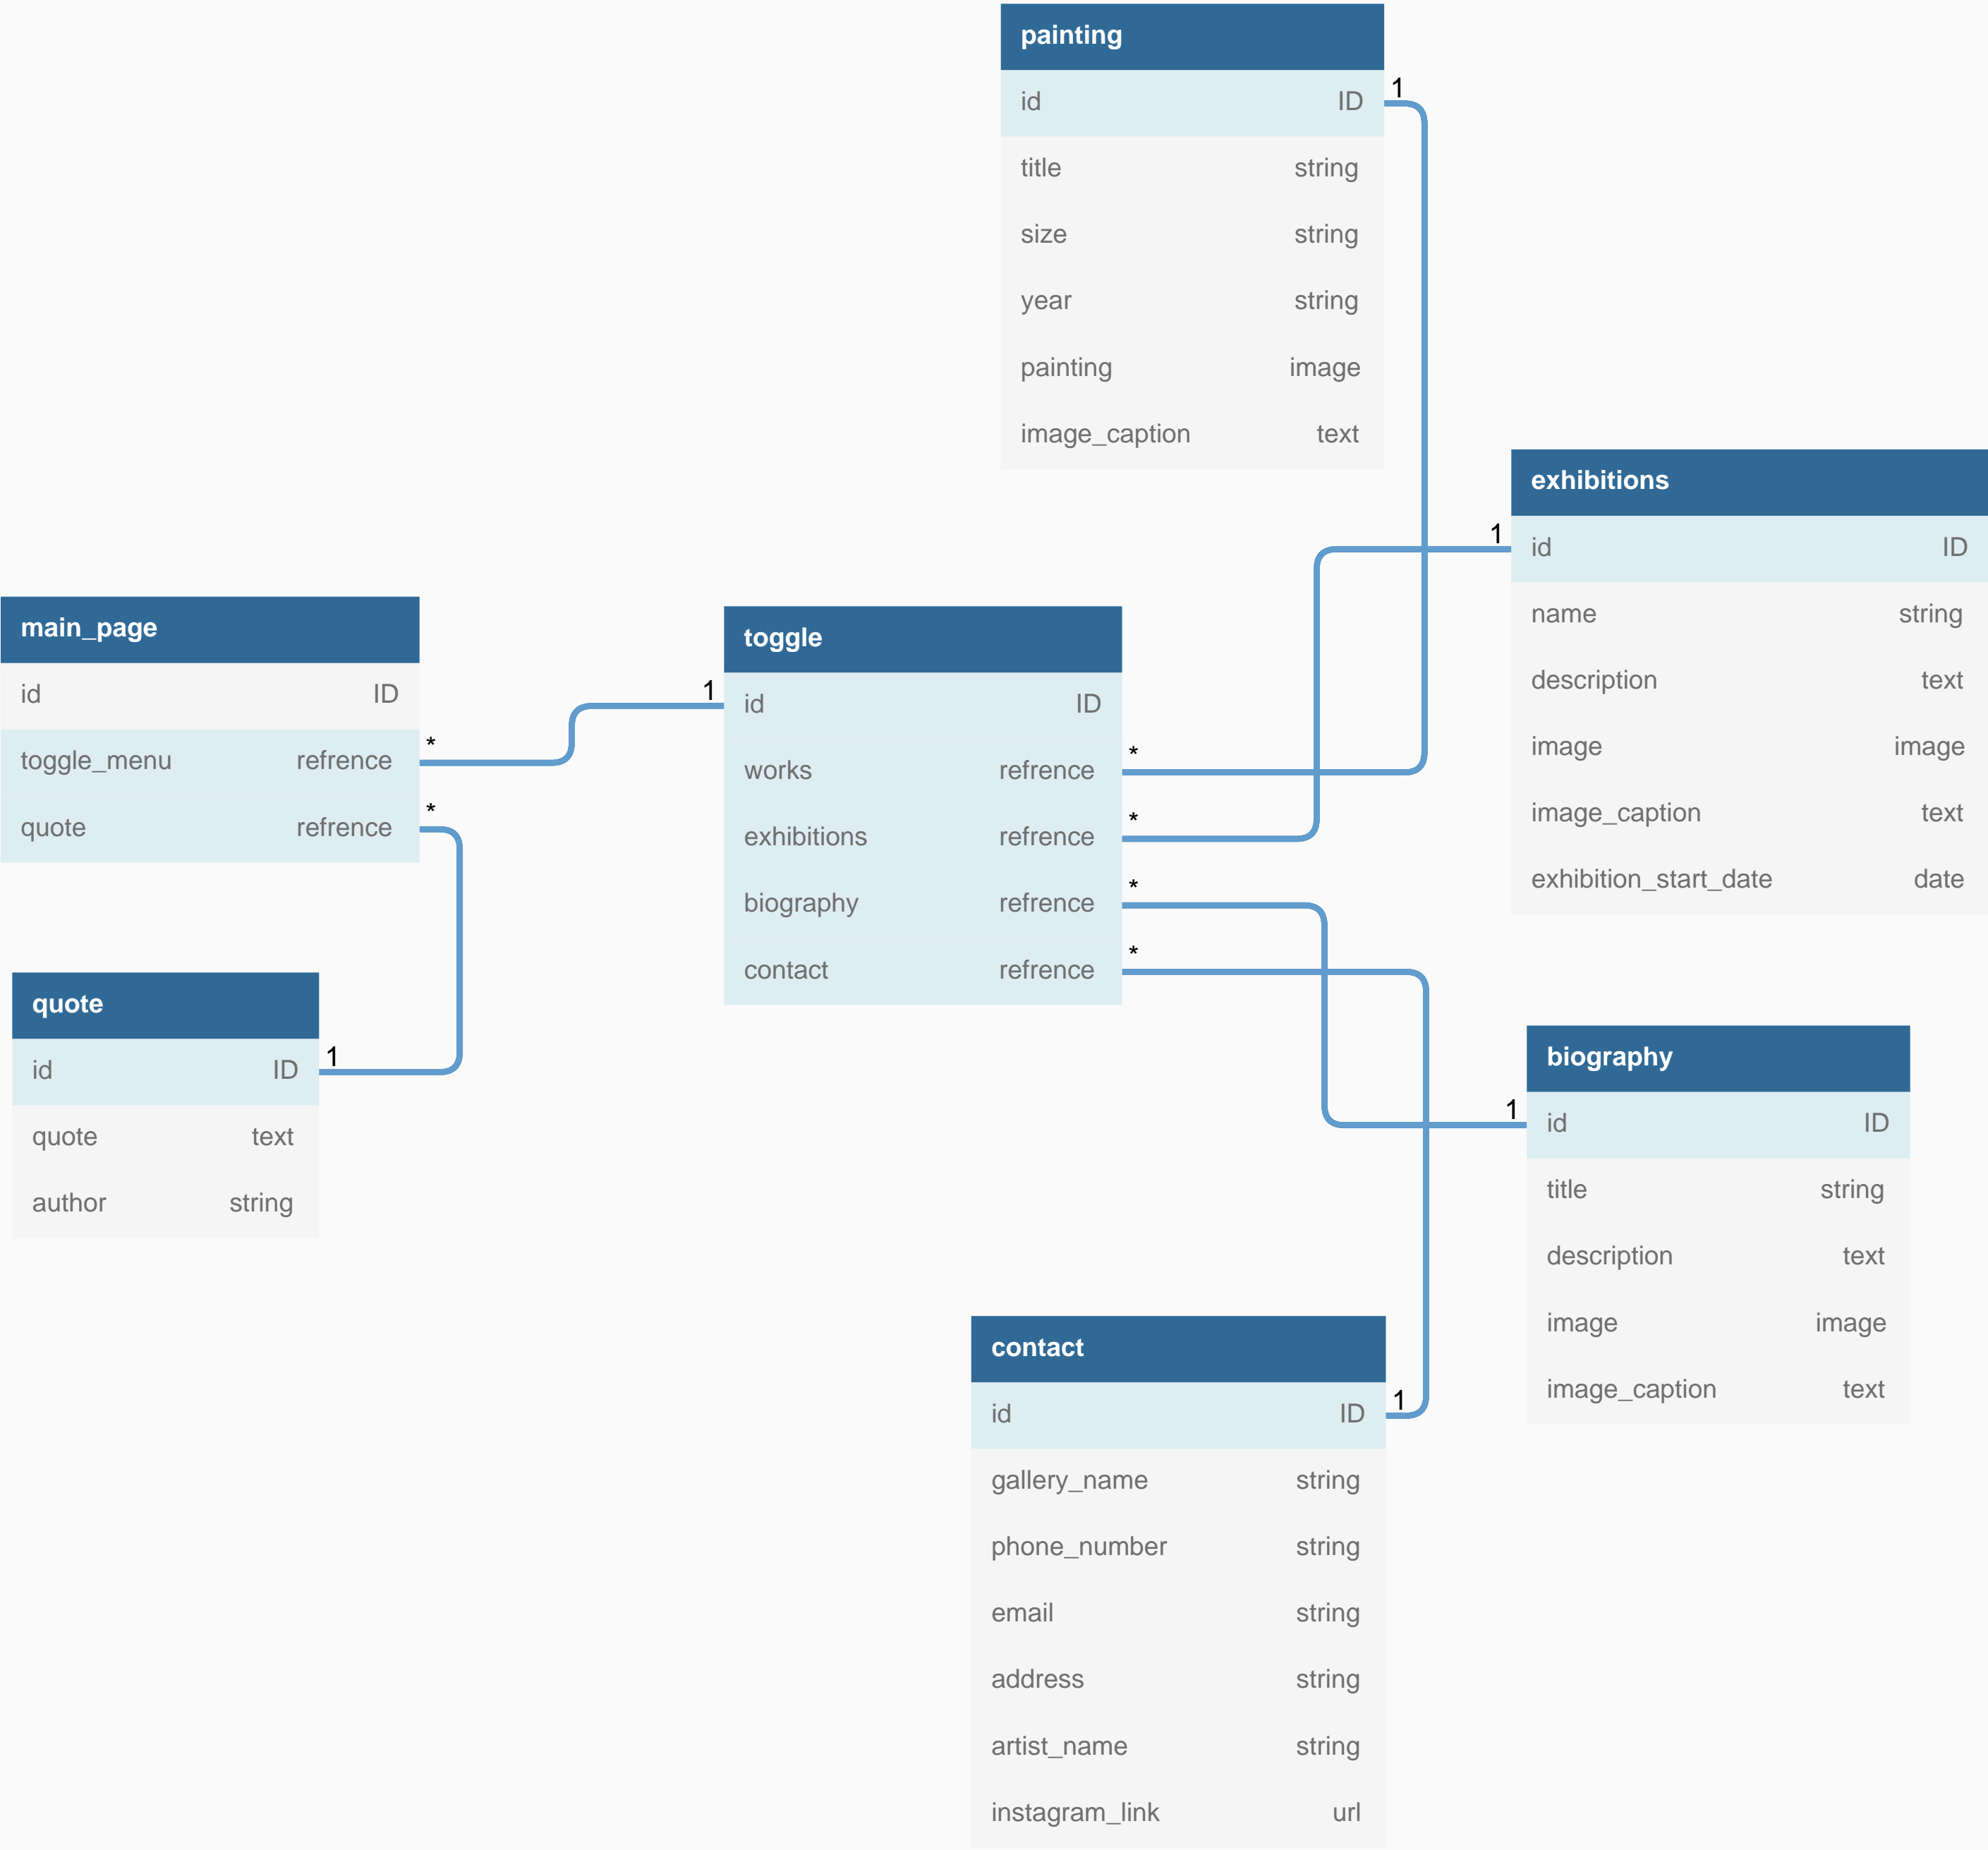 painting
id ID
title string
size string
year string
painting image
image_caption text
1
exhibitions
id ID
name string
description text
image image
image_caption text
exhibition_start_date date
1
main_page
id ID
toggle_menu refrence
quote refrence
*
*
toggle
id ID
works refrence
exhibitions refrence
biography refrence
contact refrence
1
*
*
*
*
quote
id ID
quote text
author string
1
biography
id ID
title string
description text
image image
image_caption text
1
contact
id ID
gallery_name string
phone_number string
email string
address string
artist_name string
instagram_link url
1